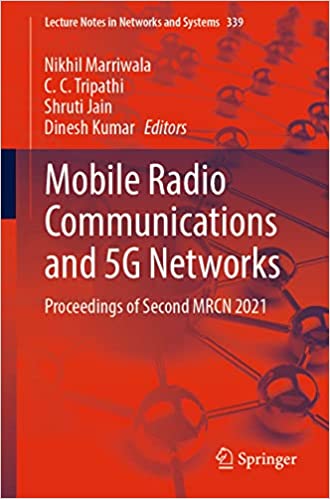 Lecture Notes in Networks and Systems 339
Nikhil Marriwala
C. C. Tripathi
Shruti Jain
Dinesh Kumar Editors
Mobile Radio
Communications
and 5G Networks
Proceedings of Second MRCN 2021
Springer